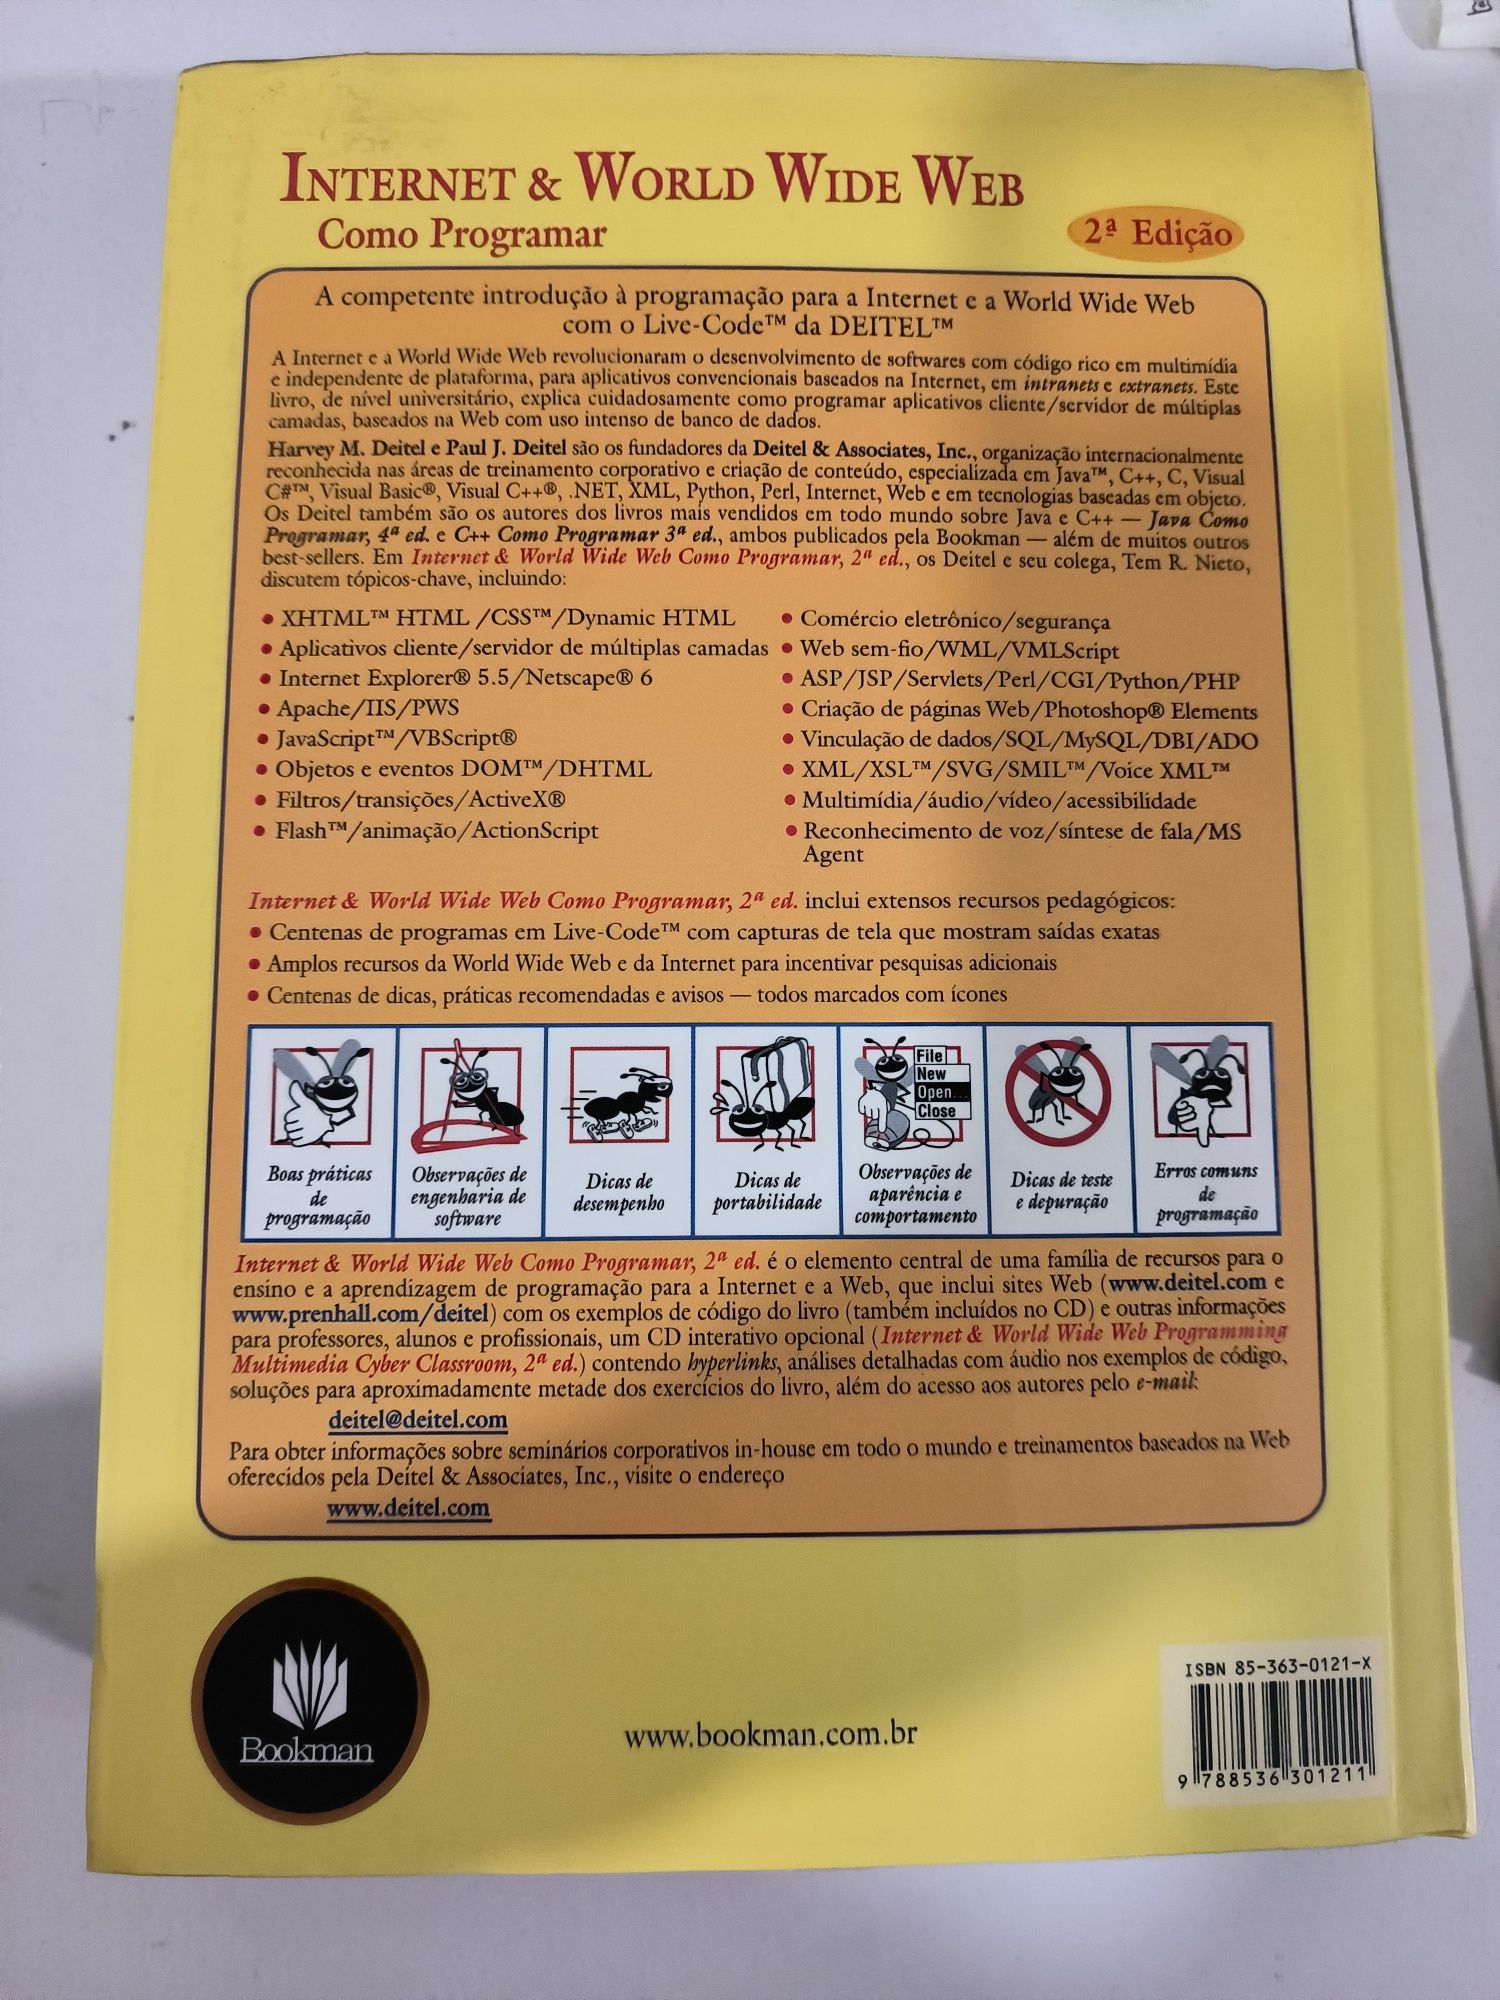 INTERNET & WORLD WIDE WEB
Como Programar
2ª Edição
A competente introdução à programação para a Internet e a World Wide Web
com o Live-Code™ da DEITEL™
A Internet e a World Wide Web revolucionaram o desenvolvimento de softwares com código rico em multimídia
e independente de plataforma, para aplicativos convencionais baseados na Internet, em intranets e extranets. Este
livro, de nível universitário, explica cuidadosamente como programar aplicativos cliente/servidor de múltiplas
camadas, baseados na Web com uso intenso de banco de dados.
Harvey M. Deitel e Paul J. Deitel são os fundadores da Deitel & Associates, Inc., organização internacionalmente
reconhecida nas áreas de treinamento corporativo e criação de conteúdo, especializada em Java™, C++, C, Visual
C#™, Visual Basic®, Visual C++®, .NET, XML, Python, Perl, Internet, Web e em tecnologias baseadas em objeto.
Os Deitel também são os autores dos livros mais vendidos em todo mundo sobre Java e C++ — Java Como
Programar, 4ª ed. e C++ Como Programar 3ª ed., ambos publicados pela Bookman — além de muitos outros
best-sellers. Em Internet & World Wide Web Como Programar, 2ª ed., os Deitel e seu colega, Tem R. Nieto,
discutem tópicos-chave, incluindo:
• XHTML™ HTML /CSS™/Dynamic HTML
• Aplicativos cliente/servidor de múltiplas camadas
• Internet Explorer® 5.5/Netscape® 6
• Apache/IIS/PWS
• JavaScript™/VBScript®
• Objetos e eventos DOM™/DHTML
• Filtros/transições/ActiveX®
• Flash™/animação/ActionScript
• Comércio eletrônico/segurança
• Web sem-fio/WML/VMLScript
• ASP/JSP/Servlets/Perl/CGI/Python/PHP
• Criação de páginas Web/Photoshop® Elements
• Vinculação de dados/SQL/MySQL/DBI/ADO
• XML/XSL™/SVG/SMIL™/Voice XML™
• Multimídia/áudio/vídeo/acessibilidade
• Reconhecimento de voz/síntese de fala/MS
Agent
Internet & World Wide Web Como Programar, 2ª ed. inclui extensos recursos pedagógicos:
• Centenas de programas em Live-Code™ com capturas de tela que mostram saídas exatas
• Amplos recursos da World Wide Web e da Internet para incentivar pesquisas adicionais
• Centenas de dicas, práticas recomendadas e avisos — todos marcados com ícones
Boas práticas
de
programação
Observações de
engenharia de
software
Dicas de
desempenho
Dicas de
portabilidade
File
New
Open...
Close
Observações de
aparência e
comportamento
Dicas de teste
e depuração
Erros comuns
de
programação
Internet & World Wide Web Como Programar, 2ª ed. é o elemento central de uma família de recursos para o
ensino e a aprendizagem de programação para a Internet e a Web, que inclui sites Web (www.deitel.com e
www.prenhall.com/deitel) com os exemplos de código do livro (também incluídos no CD) e outras informações
para professores, alunos e profissionais, um CD interativo opcional (Internet & World Wide Web Programming
Multimedia Cyber Classroom, 2ª ed.) contendo hyperlinks, análises detalhadas com áudio nos exemplos de código,
soluções para aproximadamente metade dos exercícios do livro, além do acesso aos autores pelo e-mail:
deitel@deitel.com
Para obter informações sobre seminários corporativos in-house em todo o mundo e treinamentos baseados na Web
oferecidos pela Deitel & Associates, Inc., visite o endereço
www.deitel.com
Bookman
www.bookman.com.br
ISBN 85-363-0121-X
9 788536 301211